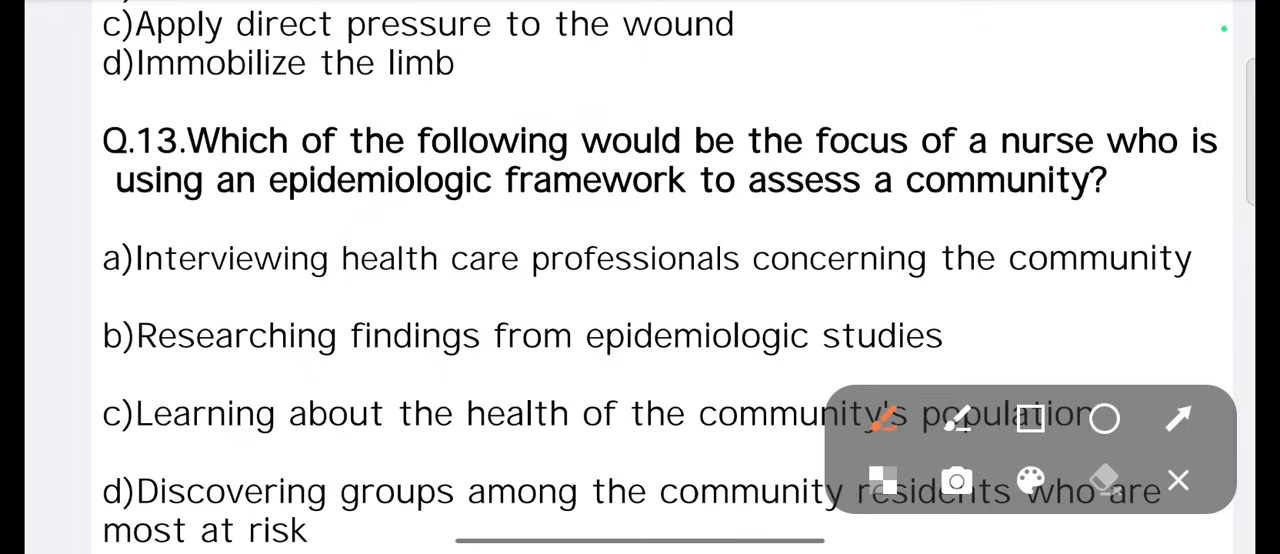 c)Apply direct pressure to the wound
d)Immobilize the limb
Q.13.Which of the following would be the focus of a nurse who is
using an epidemiologic framework to assess a community?
a)Interviewing health care professionals concerning the community
b)Researching findings from epidemiologic studies
c)Learning about the health of the community's population
d)Discovering groups among the community residents who are
most at risk